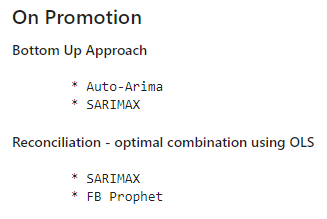 On Promotion
Bottom Up Approach
* Auto-Arima
* SARIMAX
Reconciliation - optimal combination using OLS
* SARIMAX
* FB Prophet